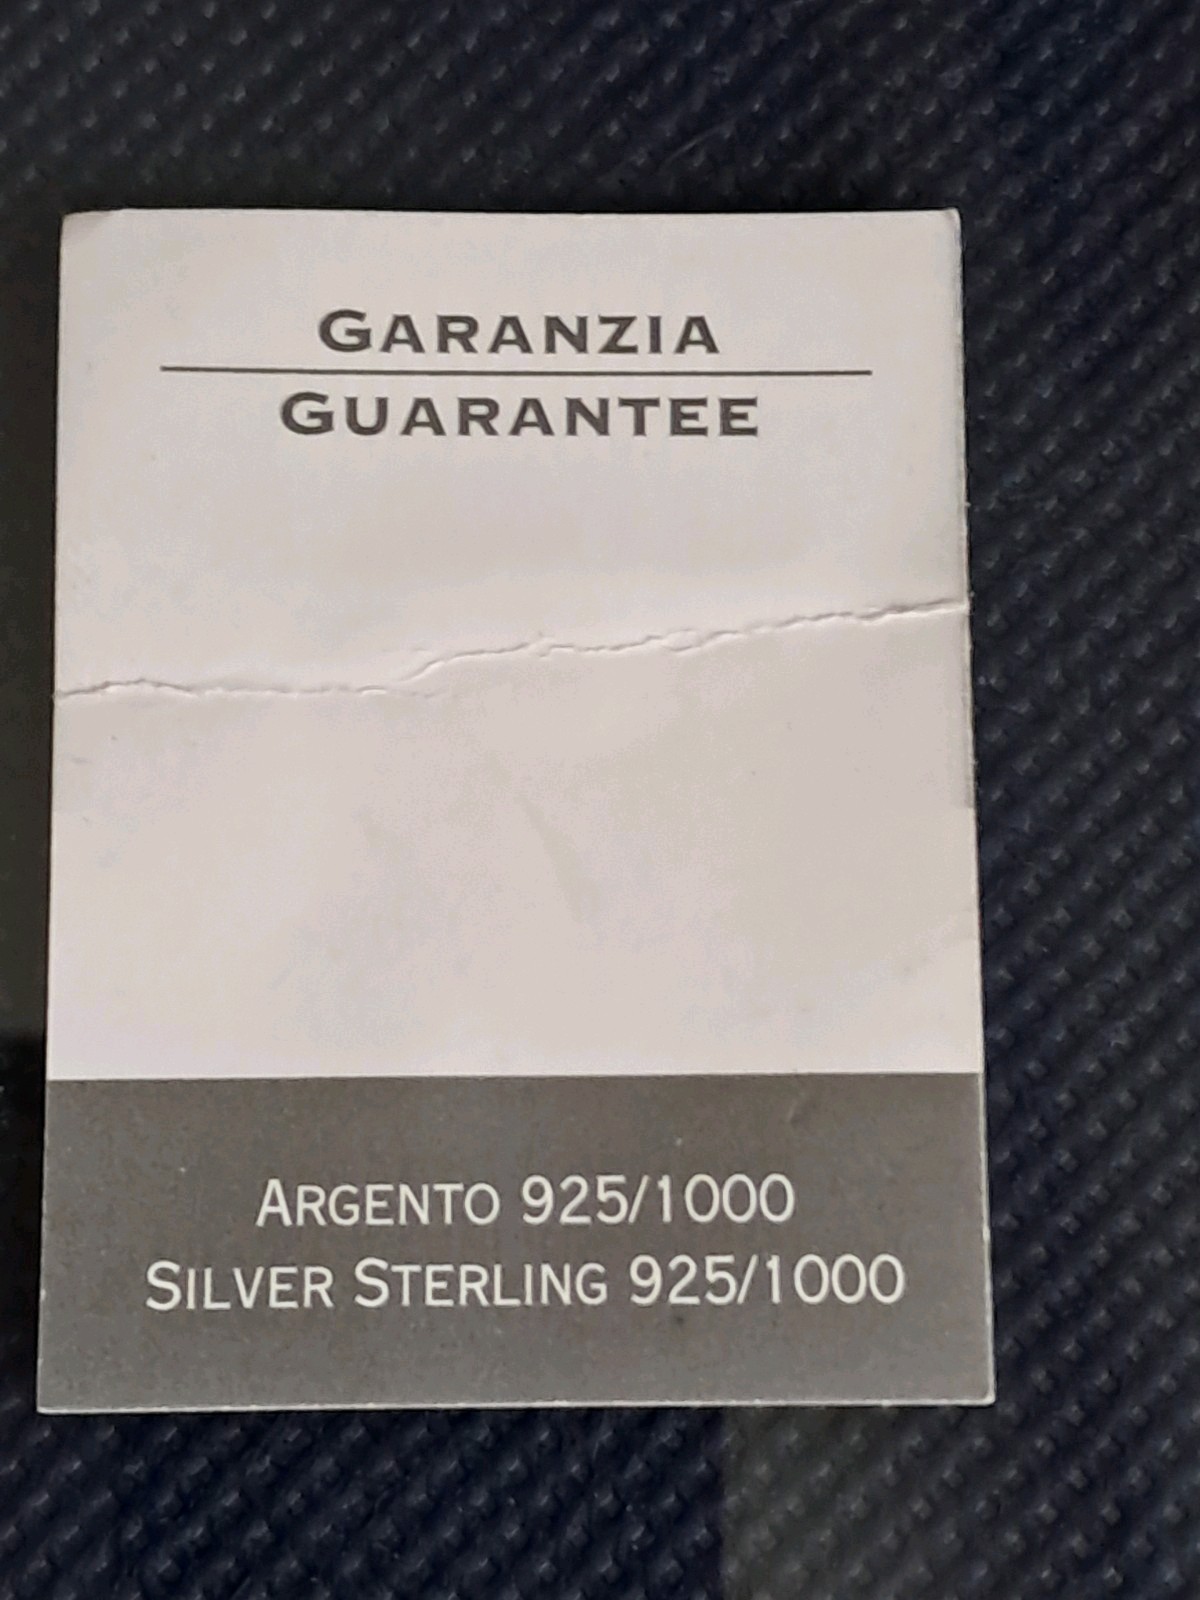 GARANZIA
GUARANTEE
ARGENTO 925/1000
SILVER STERLING 925/1000